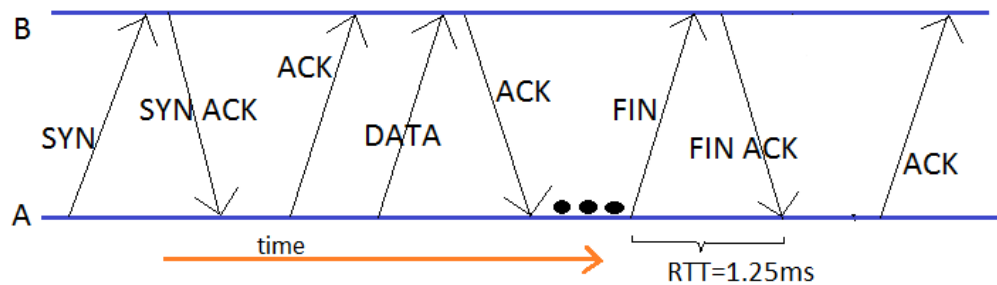 B
SYN
SYN ACK
ACK
DATA
ACK
FIN
FIN ACK
ACK
A
time
RTT=1.25ms